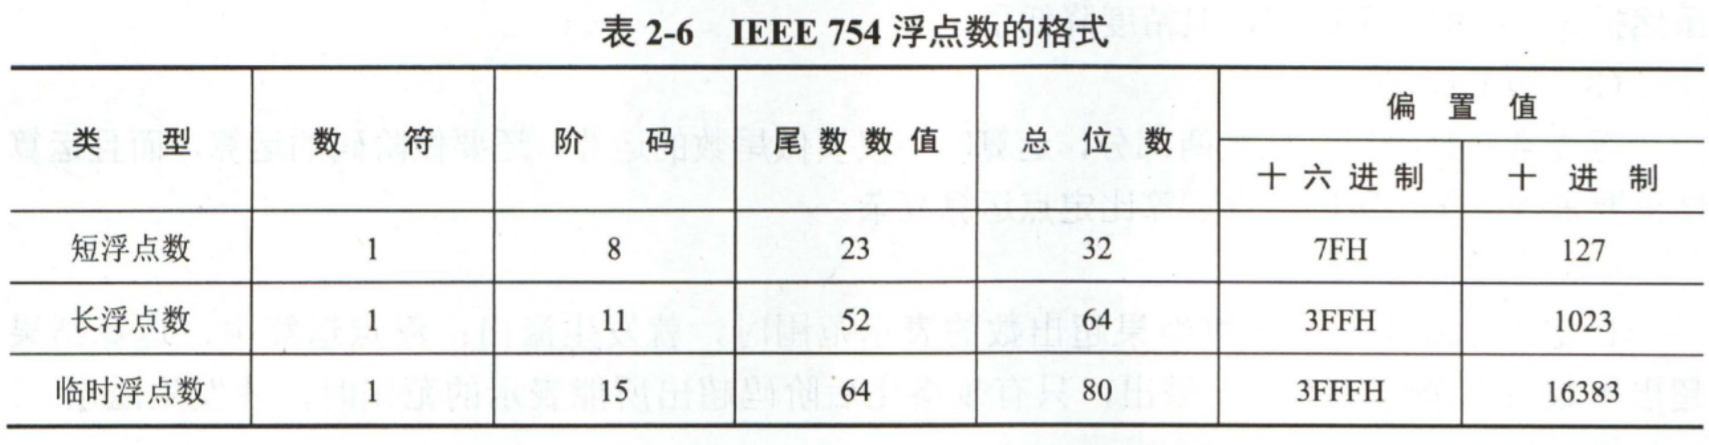 表 2-6 IEEE 754 浮点数的格式
类型 数符 阶码 尾数数值 总位数 偏置值
十六进制 十进制
短浮点数 1 8 23 32 7FH 127
长浮点数 1 11 52 64 3FFH 1023
临时浮点数 1 15 64 80 3FFFH 16383